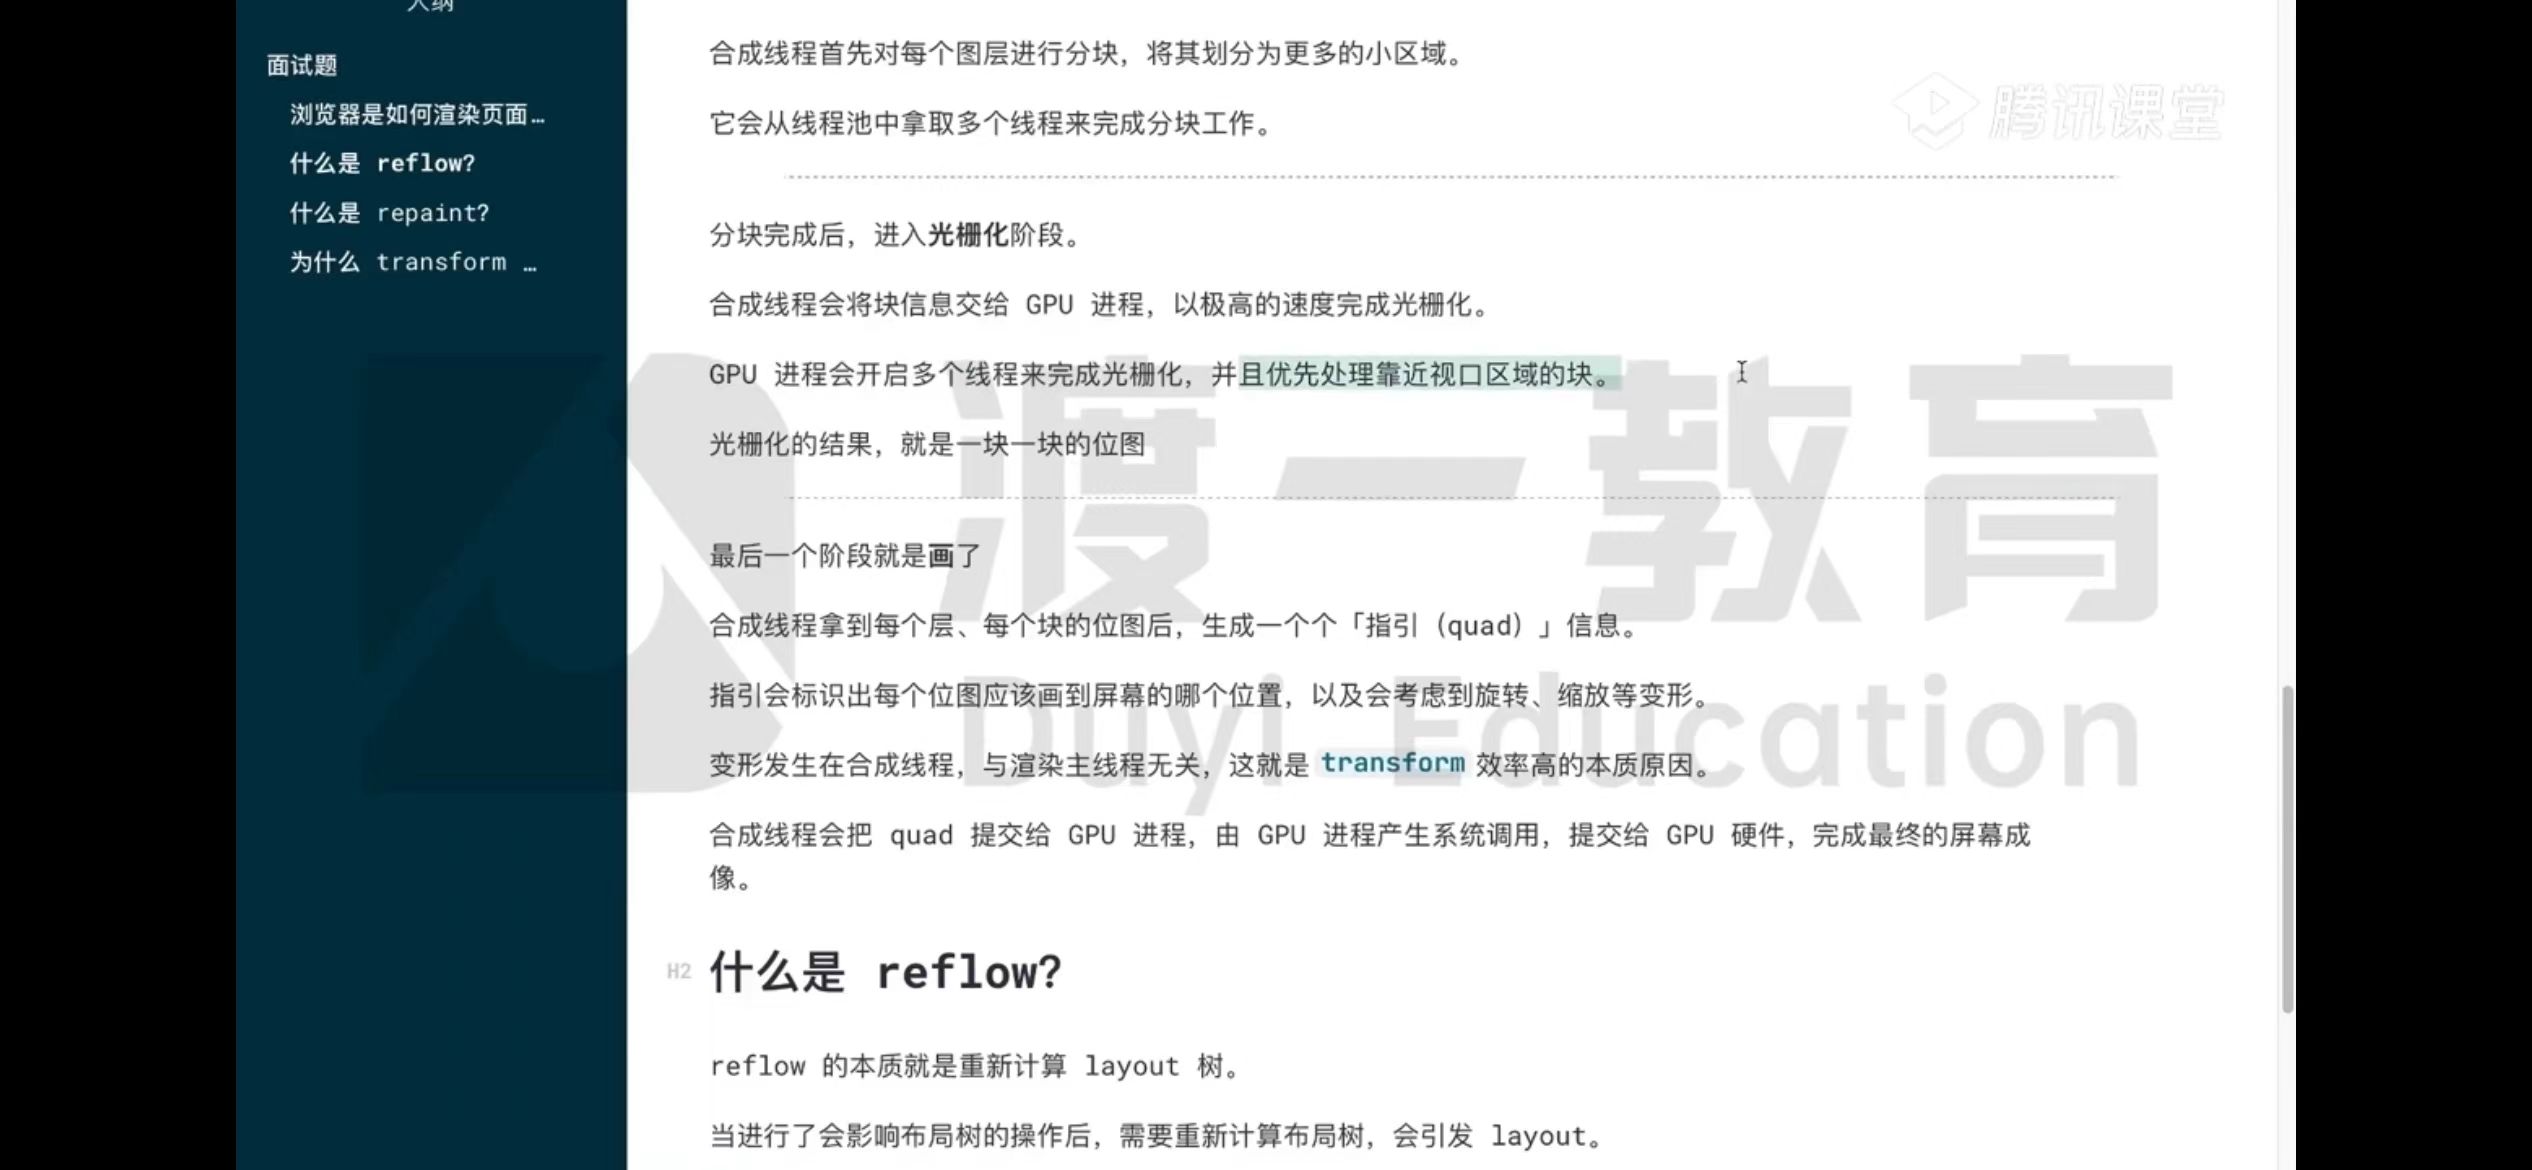 大纲
面试题
浏览器是如何渲染页面…
什么是 reflow?
什么是 repaint?
为什么 transform …
合成线程首先对每个图层进行分块，将其划分为更多的小区域。
腾讯课堂
它会从线程池中拿取多个线程来完成分块工作。
分块完成后，进入光栅化阶段。
合成线程会将块信息交给 GPU 进程，以极高的速度完成光栅化。
GPU 进程会开启多个线程来完成光栅化，并且优先处理靠近视口区域的块。
光栅化的结果，就是一块一块的位图
渡一教育
最后一个阶段就是画了
合成线程拿到每个层、每个块的位图后，生成一个个「指引（quad）」信息。
指引会标识出每个位图应该画到屏幕的哪个位置，以及会考虑到旋转、缩放等变形。
Duyi Education
变形发生在合成线程，与渲染主线程无关，这就是 transform 效率高的本质原因。
合成线程会把 quad 提交给 GPU 进程，由 GPU 进程产生系统调用，提交给 GPU 硬件，完成最终的屏幕成
像。
H2 什么是 reflow?
reflow 的本质就是重新计算 layout 树。
当进行了会影响布局树的操作后，需要重新计算布局树，会引发 layout。